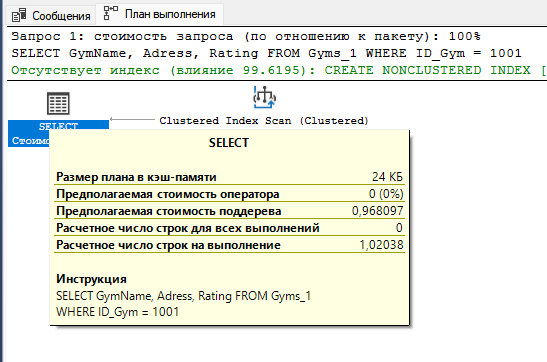 Сообщения
План выполнения
Запрос 1: стоимость запроса (по отношению к пакету): 100%
SELECT GymName, Adress, Rating FROM Gyms_1 WHERE ID_Gym = 1001
Отсутствует индекс (влияние 99.6195): CREATE NONCLUSTERED INDEX [
Clustered Index Scan (Clustered)
SELECT
SELECT
Размер плана в кэш-памяти 24 КБ
Предполагаемая стоимость оператора 0 (0%)
Предполагаемая стоимость поддерева 0,968097
Расчетное число строк для всех выполнений 0
Расчетное число строк на выполнение 1,02038
Инструкция
SELECT GymName, Adress, Rating FROM Gyms_1
WHERE ID_Gym = 1001